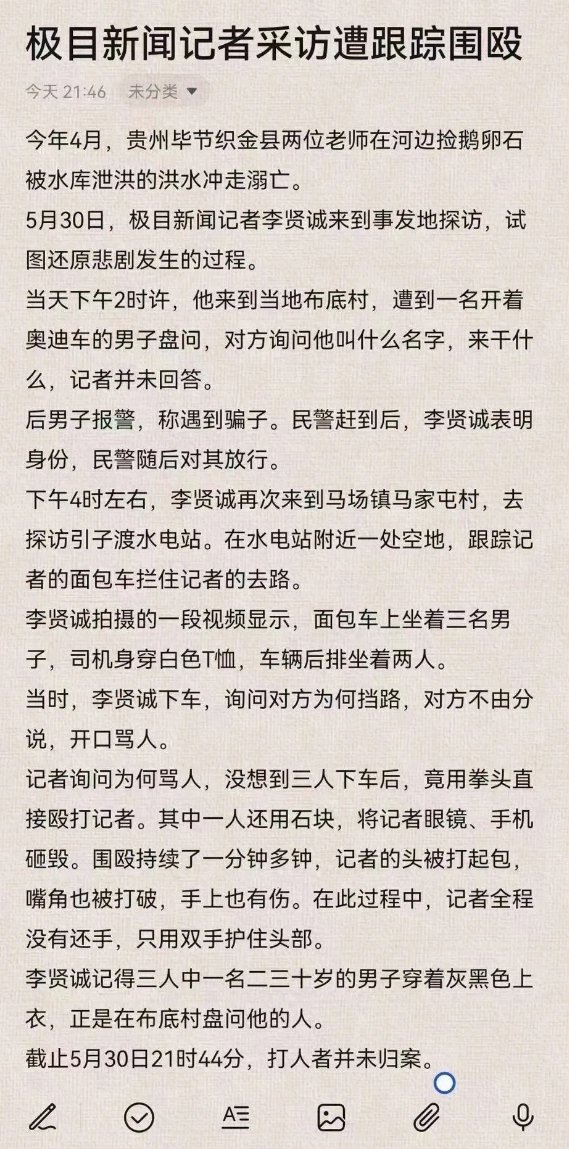 极目新闻记者采访遭跟踪围殴
今天 21:46 未分类
今年4月，贵州毕节织金县两位老师在河边捡鹅卵石
被水库泄洪的洪水冲走溺亡。
5月30日，极目新闻记者李贤诚来到事发地探访，试
图还原悲剧发生的过程。
当天下午2时许，他来到当地布底村，遭到一名开着
奥迪车的男子盘问，对方询问他叫什么名字，来干什
么，记者并未回答。
后男子报警，称遇到骗子。民警赶到后，李贤诚表明
身份，民警随后对其放行。
下午4时左右，李贤诚再次来到马场镇马家屯村，去
探访引子渡水电站。在水电站附近一处空地，跟踪记
者的面包车拦住记者的去路。
李贤诚拍摄的一段视频显示，面包车上坐着三名男
子，司机身穿白色T恤，车辆后排坐着两人。
当时，李贤诚下车，询问对方为何挡路，对方不由分
说，开口骂人。
记者询问为何骂人，没想到三人下车后，竟用拳头直
接殴打记者。其中一人还用石块，将记者眼镜、手机
砸毁。围殴持续了一分钟多钟，记者的头被打起包，
嘴角也被打破，手上也有伤。在此过程中，记者全程
没有还手，只用双手护住头部。
李贤诚记得三人中一名二三十岁的男子穿着灰黑色上
衣，正是在布底村盘问他的人。
截止5月30日21时44分，打人者并未归案。